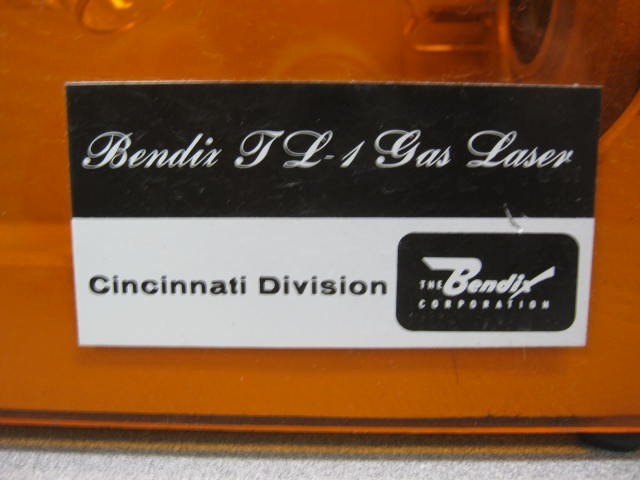 Bendix TL-1 Gas Laser
Cincinnati Division
THE Bendix
CORPORATION